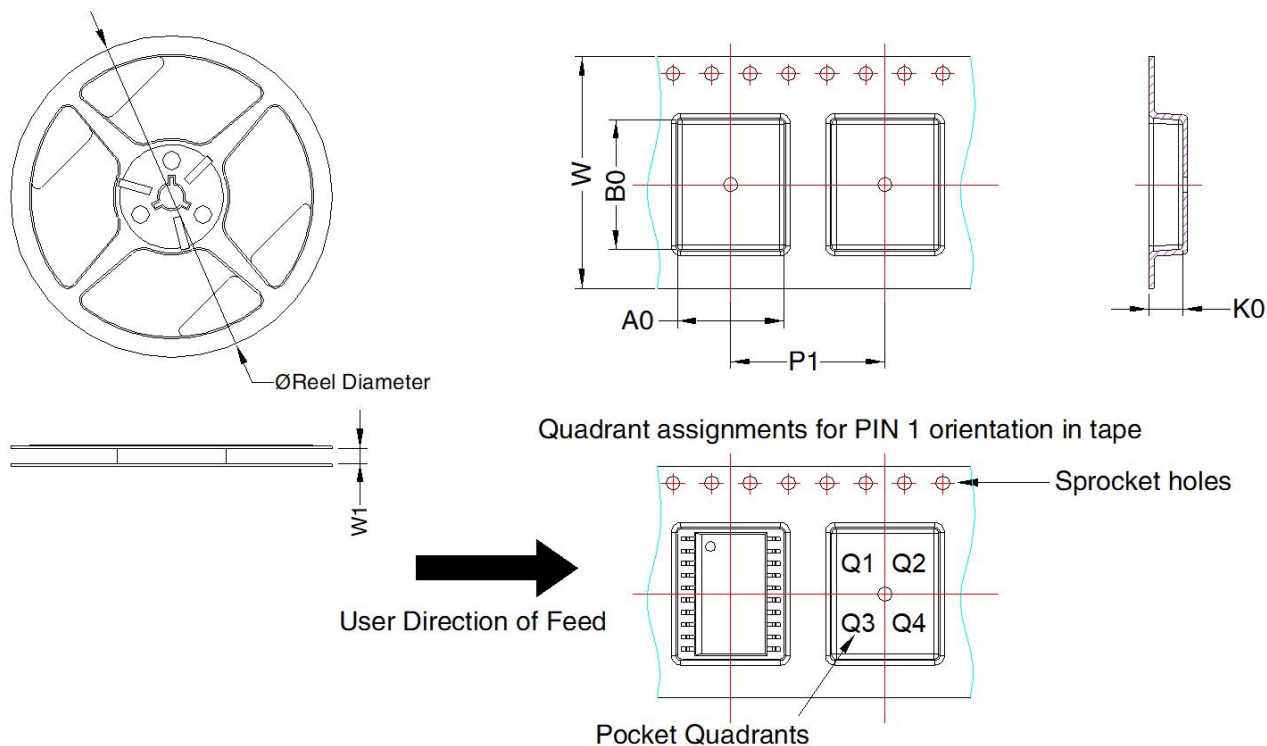 ØReel Diameter
W1
W
B0
A0
P1
K0
Quadrant assignments for PIN 1 orientation in tape
Sprocket holes
User Direction of Feed
Q1 Q2
Q3 Q4
Pocket Quadrants